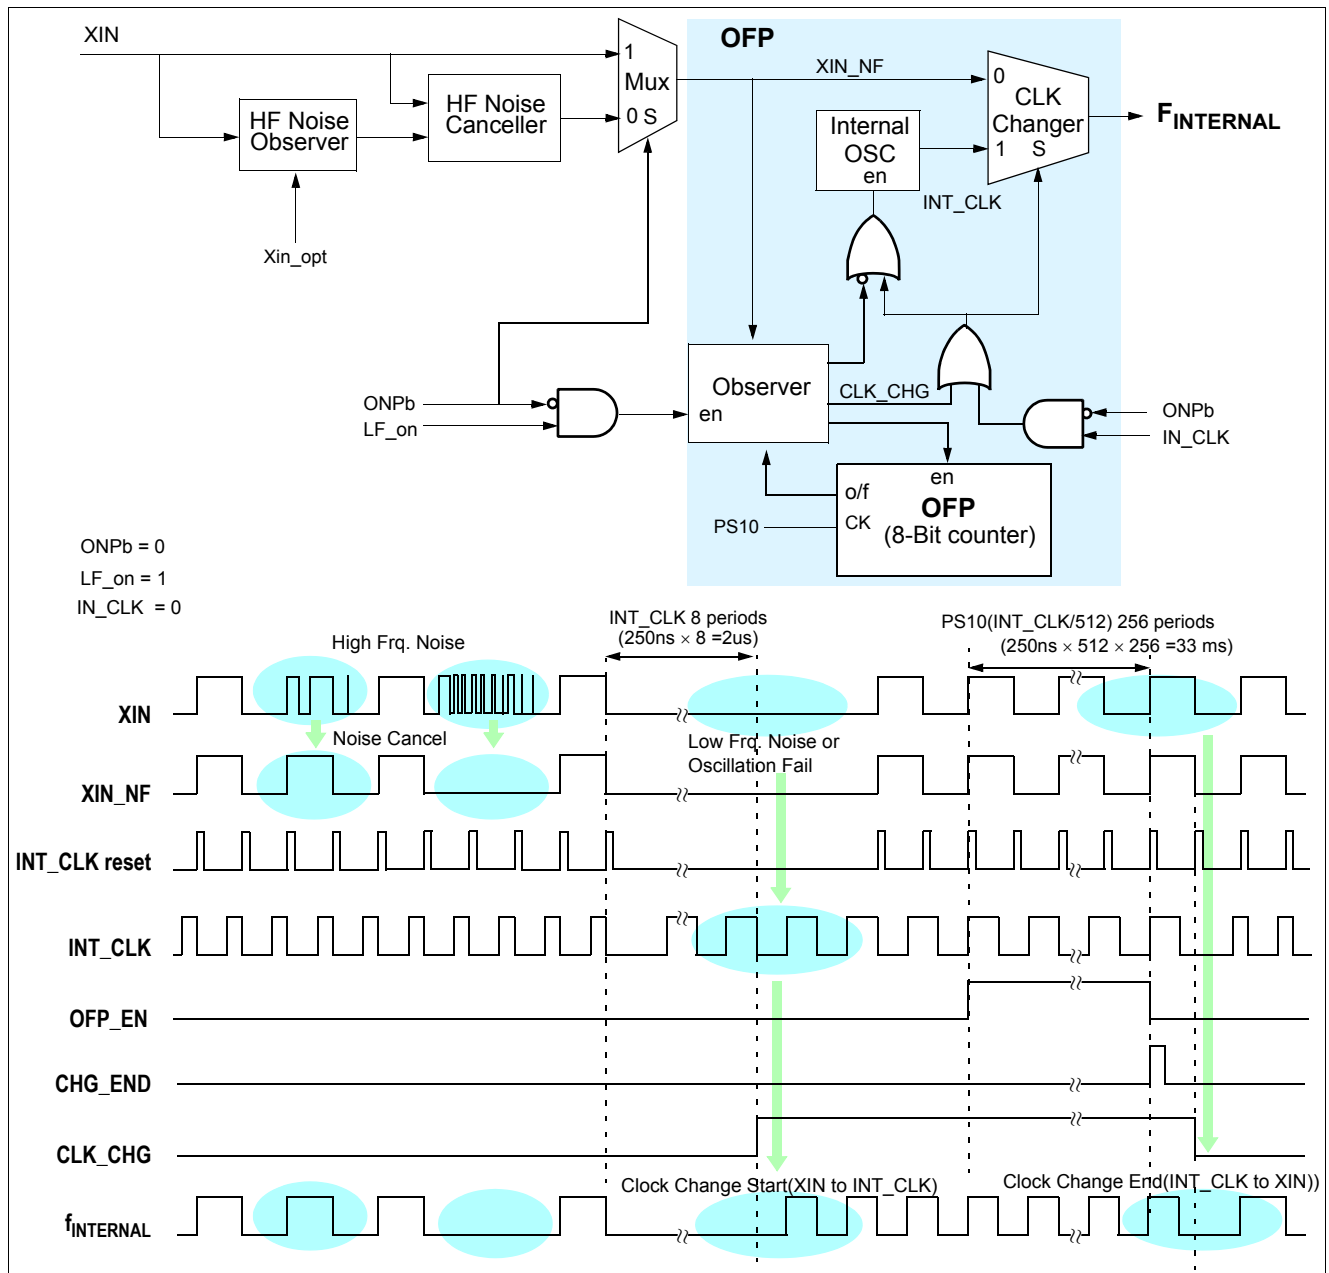 XIN
OFP
1
Mux
0 S
XIN_NF
0
CLK
Changer
1 S
F_INTERNAL
HF Noise
Observer
HF Noise
Canceller
Internal
OSC
en
INT_CLK
Xin_opt
ONPb
LF_on
Observer
en
CLK_CHG
ONPb
IN_CLK
en
o/f
OFP
PS10
CK
(8-Bit counter)
ONPb = 0
LF_on = 1
IN_CLK = 0
High Frq. Noise
INT_CLK 8 periods
(250ns × 8 =2us)
PS10(INT_CLK/512) 256 periods
(250ns × 512 × 256 =33 ms)
XIN
Noise Cancel
Low Frq. Noise or
Oscillation Fail
XIN_NF
INT_CLK reset
INT_CLK
OFP_EN
CHG_END
CLK_CHG
Clock Change Start(XIN to INT_CLK)
Clock Change End(INT_CLK to XIN))
f_INTERNAL